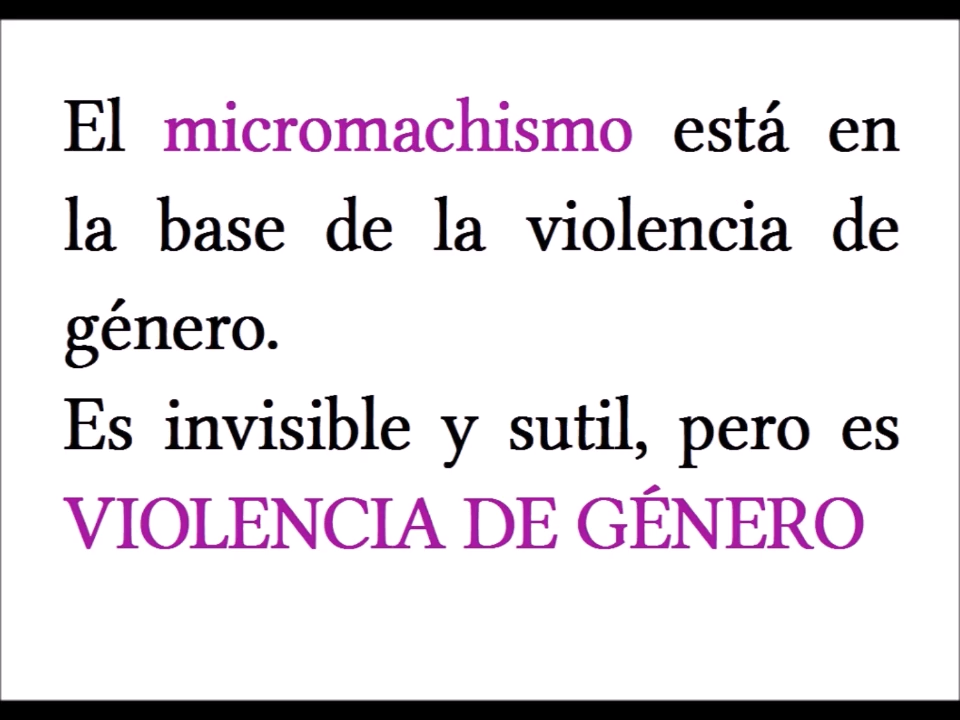 El micromachismo está en
la base de la violencia de
género.
Es invisible y sutil, pero es
VIOLENCIA DE GÉNERO